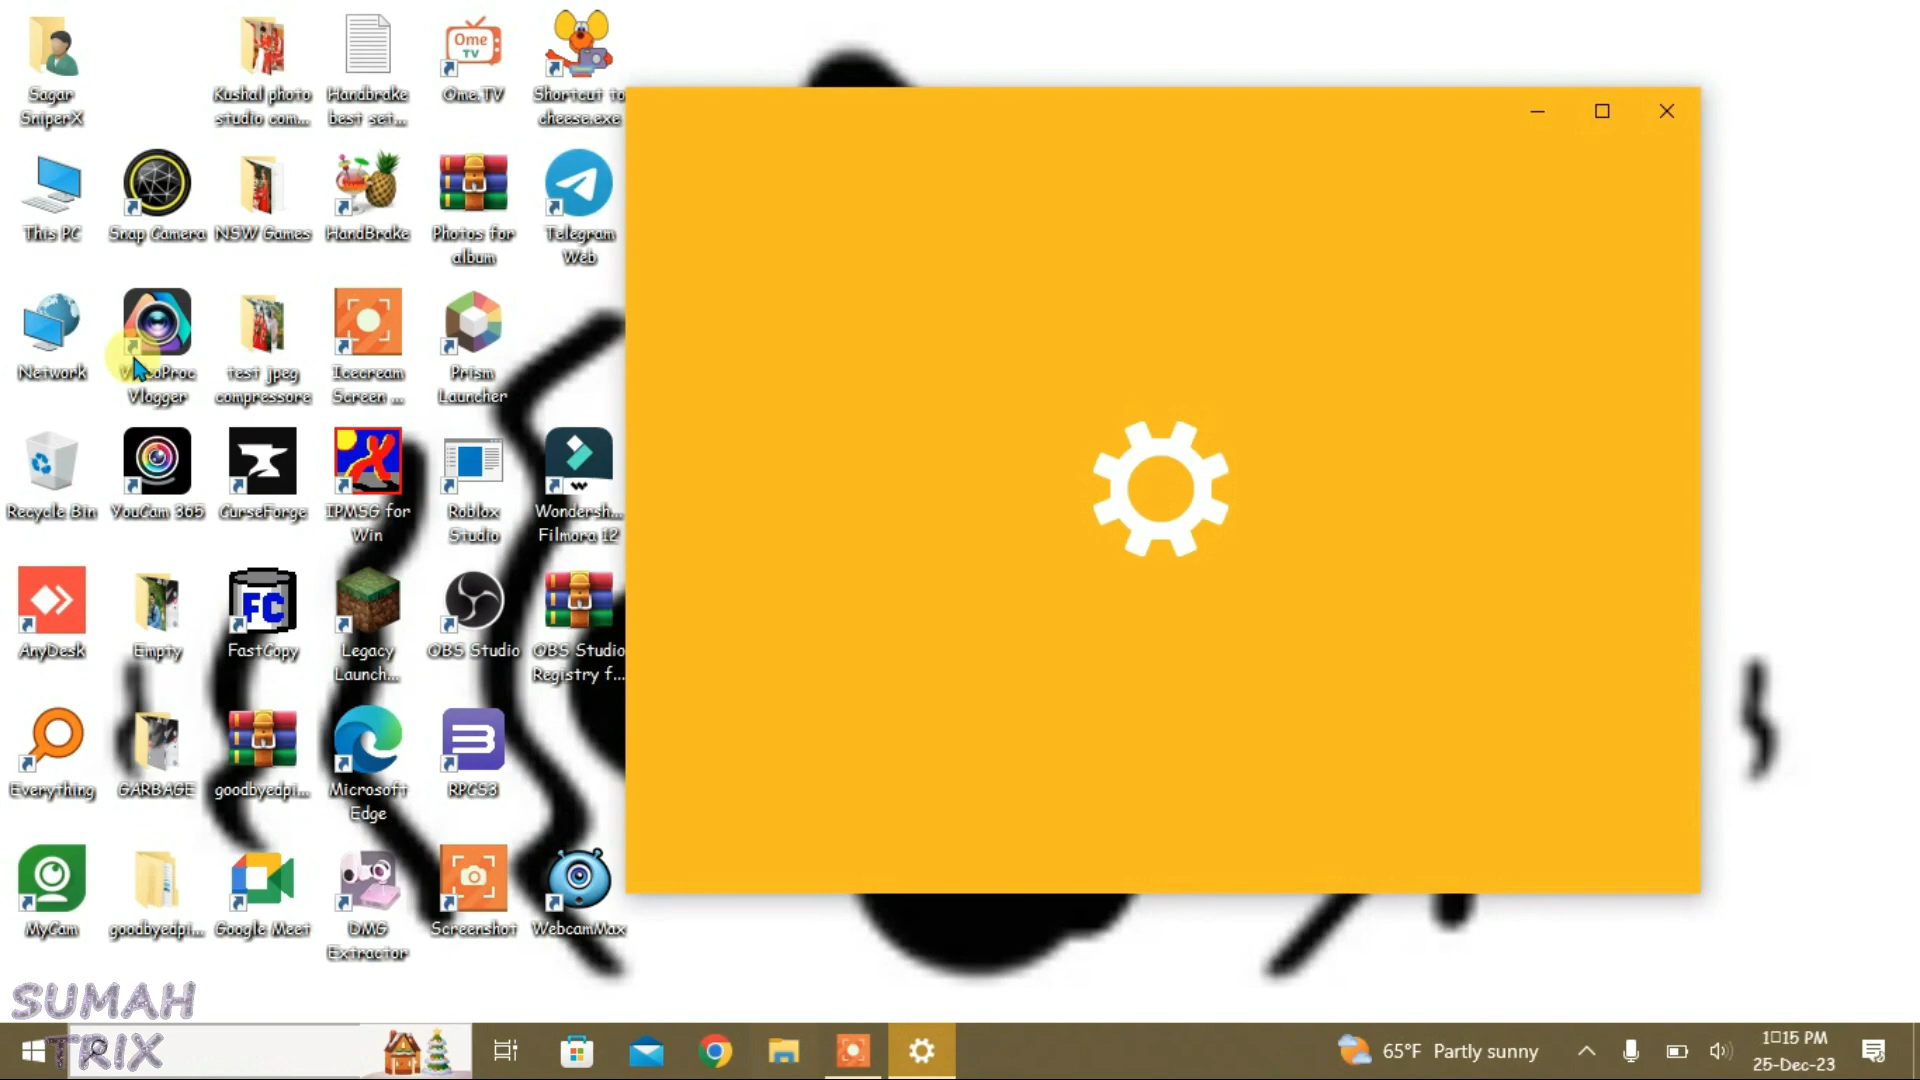 Sagar
SniperX
Kushal photo
studio com...
Handbrake
best set...
Ome
TV
Ome.TV
Shortcut to
cheese.exe
This PC
Snap Camera
NSW Games
HandBrake
Photos for
album
Telegram
Web
Network
VideoProc
Vlogger
test jpeg
compressore
Icecream
Screen ...
Prism
Launcher
Recycle Bin
YouCam 365
CurseForge
IPMSG for
Win
Roblox
Studio
Wondersh...
Filmora 12
AnyDesk
Empty
FC
FastCopy
Legacy
Launch...
OBS Studio
OBS Studio
Registry f...
Everything
GARBAGE
goodbyedpi...
Microsoft
Edge
RPCS3
MyCam
goodbyedpi...
Google Meet
DMG
Extractor
Screenshot
WebcamMax
SUMAH
TRIX
65°F Partly sunny
1:15 PM
25-Dec-23